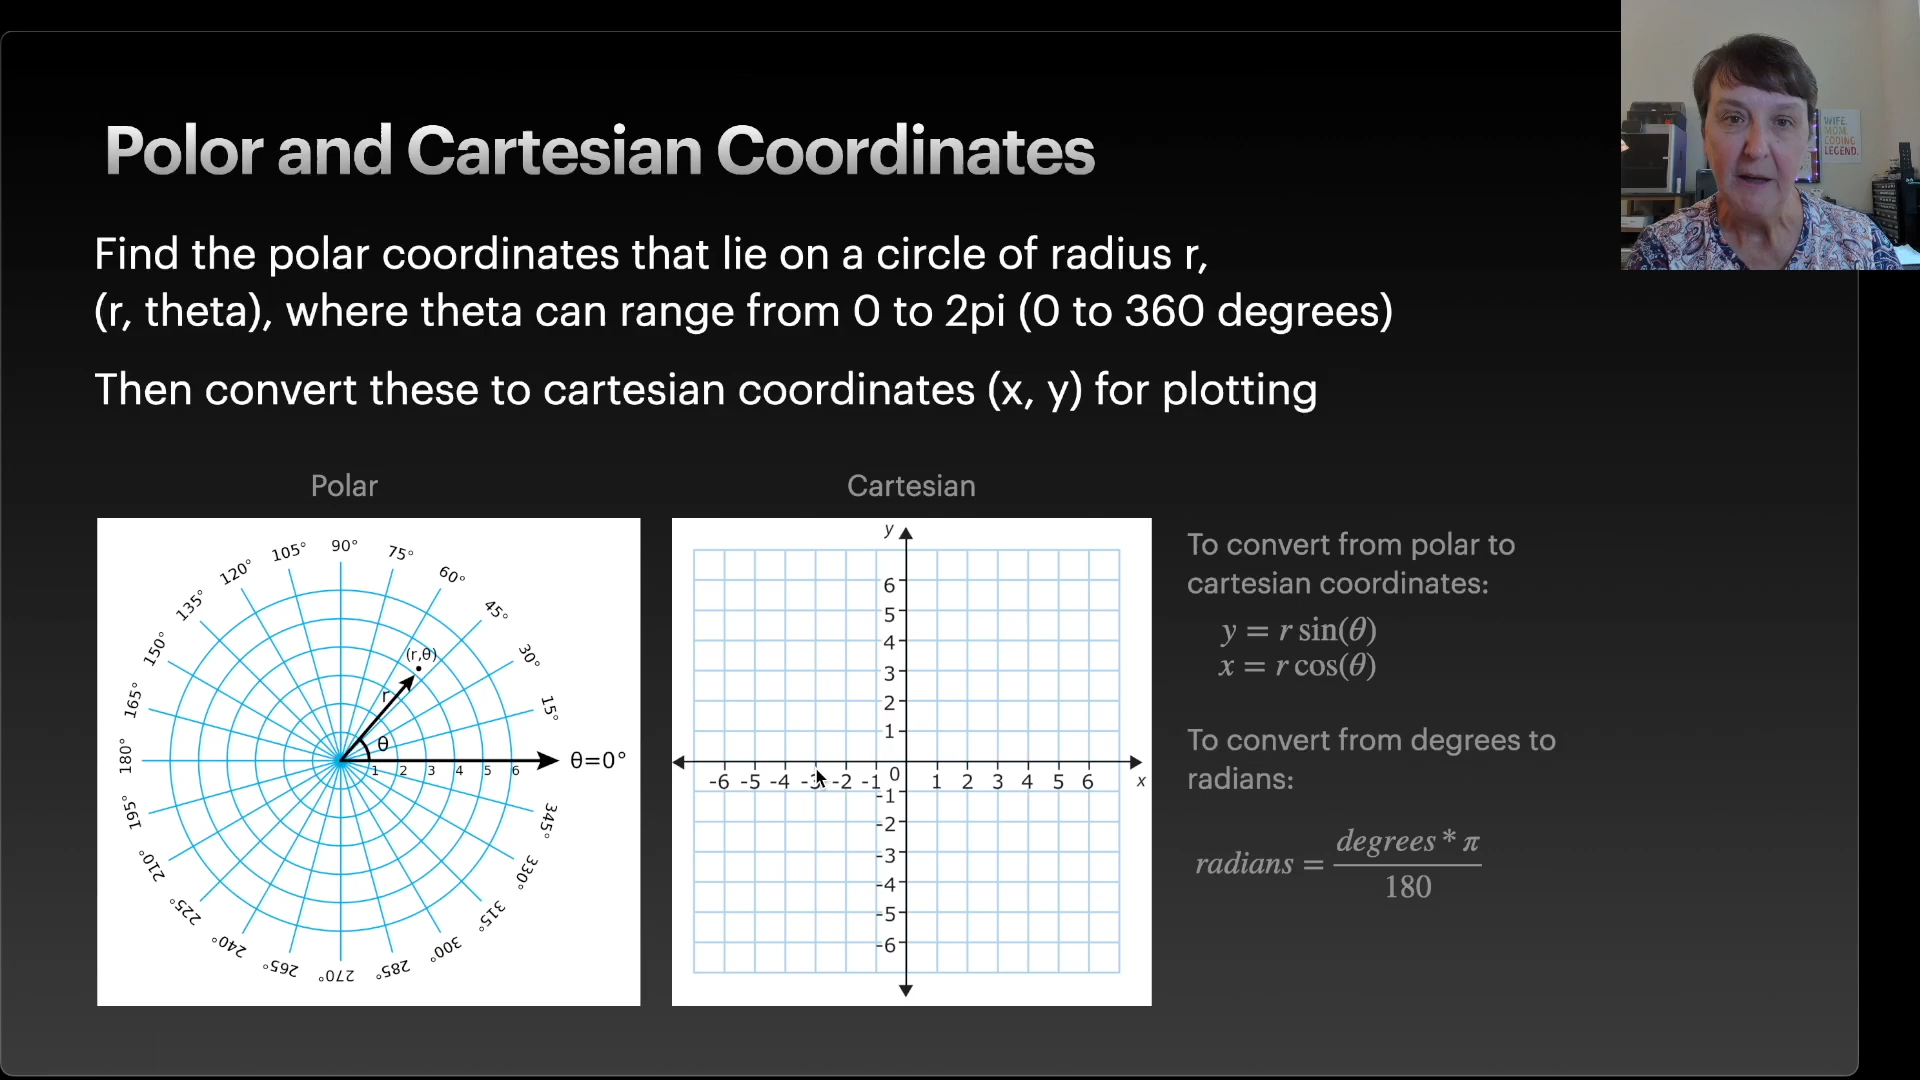 Polor and Cartesian Coordinates
WIFE.
MOM.
CODING
LEGEND.
Find the polar coordinates that lie on a circle of radius r,
(r, theta), where theta can range from 0 to 2pi (0 to 360 degrees)
Then convert these to cartesian coordinates (x, y) for plotting
Polar
90°
105°
75°
120°
60°
135°
45°
150°
30°
165°
15°
180°
195°
345°
210°
330°
225°
315°
240°
300°
265°
285°
270°
(r,θ)
r
θ
θ=0°
1 2 3 4 5 6
Cartesian
y
6
5
4
3
2
1
-6 -5 -4 -3 -2 -1 0 1 2 3 4 5 6 x
-1
-2
-3
-4
-5
-6
To convert from polar to
cartesian coordinates:
y = r sin(θ)
x = r cos(θ)
To convert from degrees to
radians:
radians = degrees * π
180